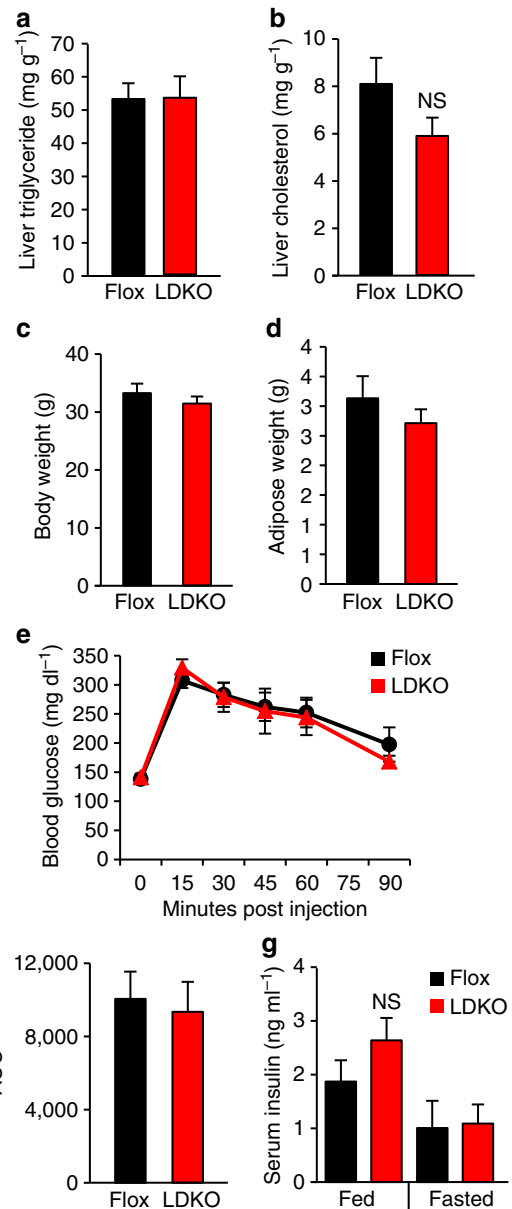 a
Liver triglyceride (mg g⁻¹)
70
60
50
40
30
20
10
0
Flox LDKO
b
Liver cholesterol (mg g⁻¹)
10
8
6
4
2
0
NS
Flox LDKO
c
Body weight (g)
40
30
20
10
0
Flox LDKO
d
Adipose weight (g)
4
4
3
3
2
2
1
1
0
Flox LDKO
e
Blood glucose (mg dl⁻¹)
350
300
250
200
150
100
50
0
Flox
LDKO
0 15 30 45 60 75 90
Minutes post injection
12,000
8,000
4,000
0
Flox LDKO
g
Serum insulin (ng ml⁻¹)
4
3
2
1
0
NS
Flox
LDKO
Fed Fasted